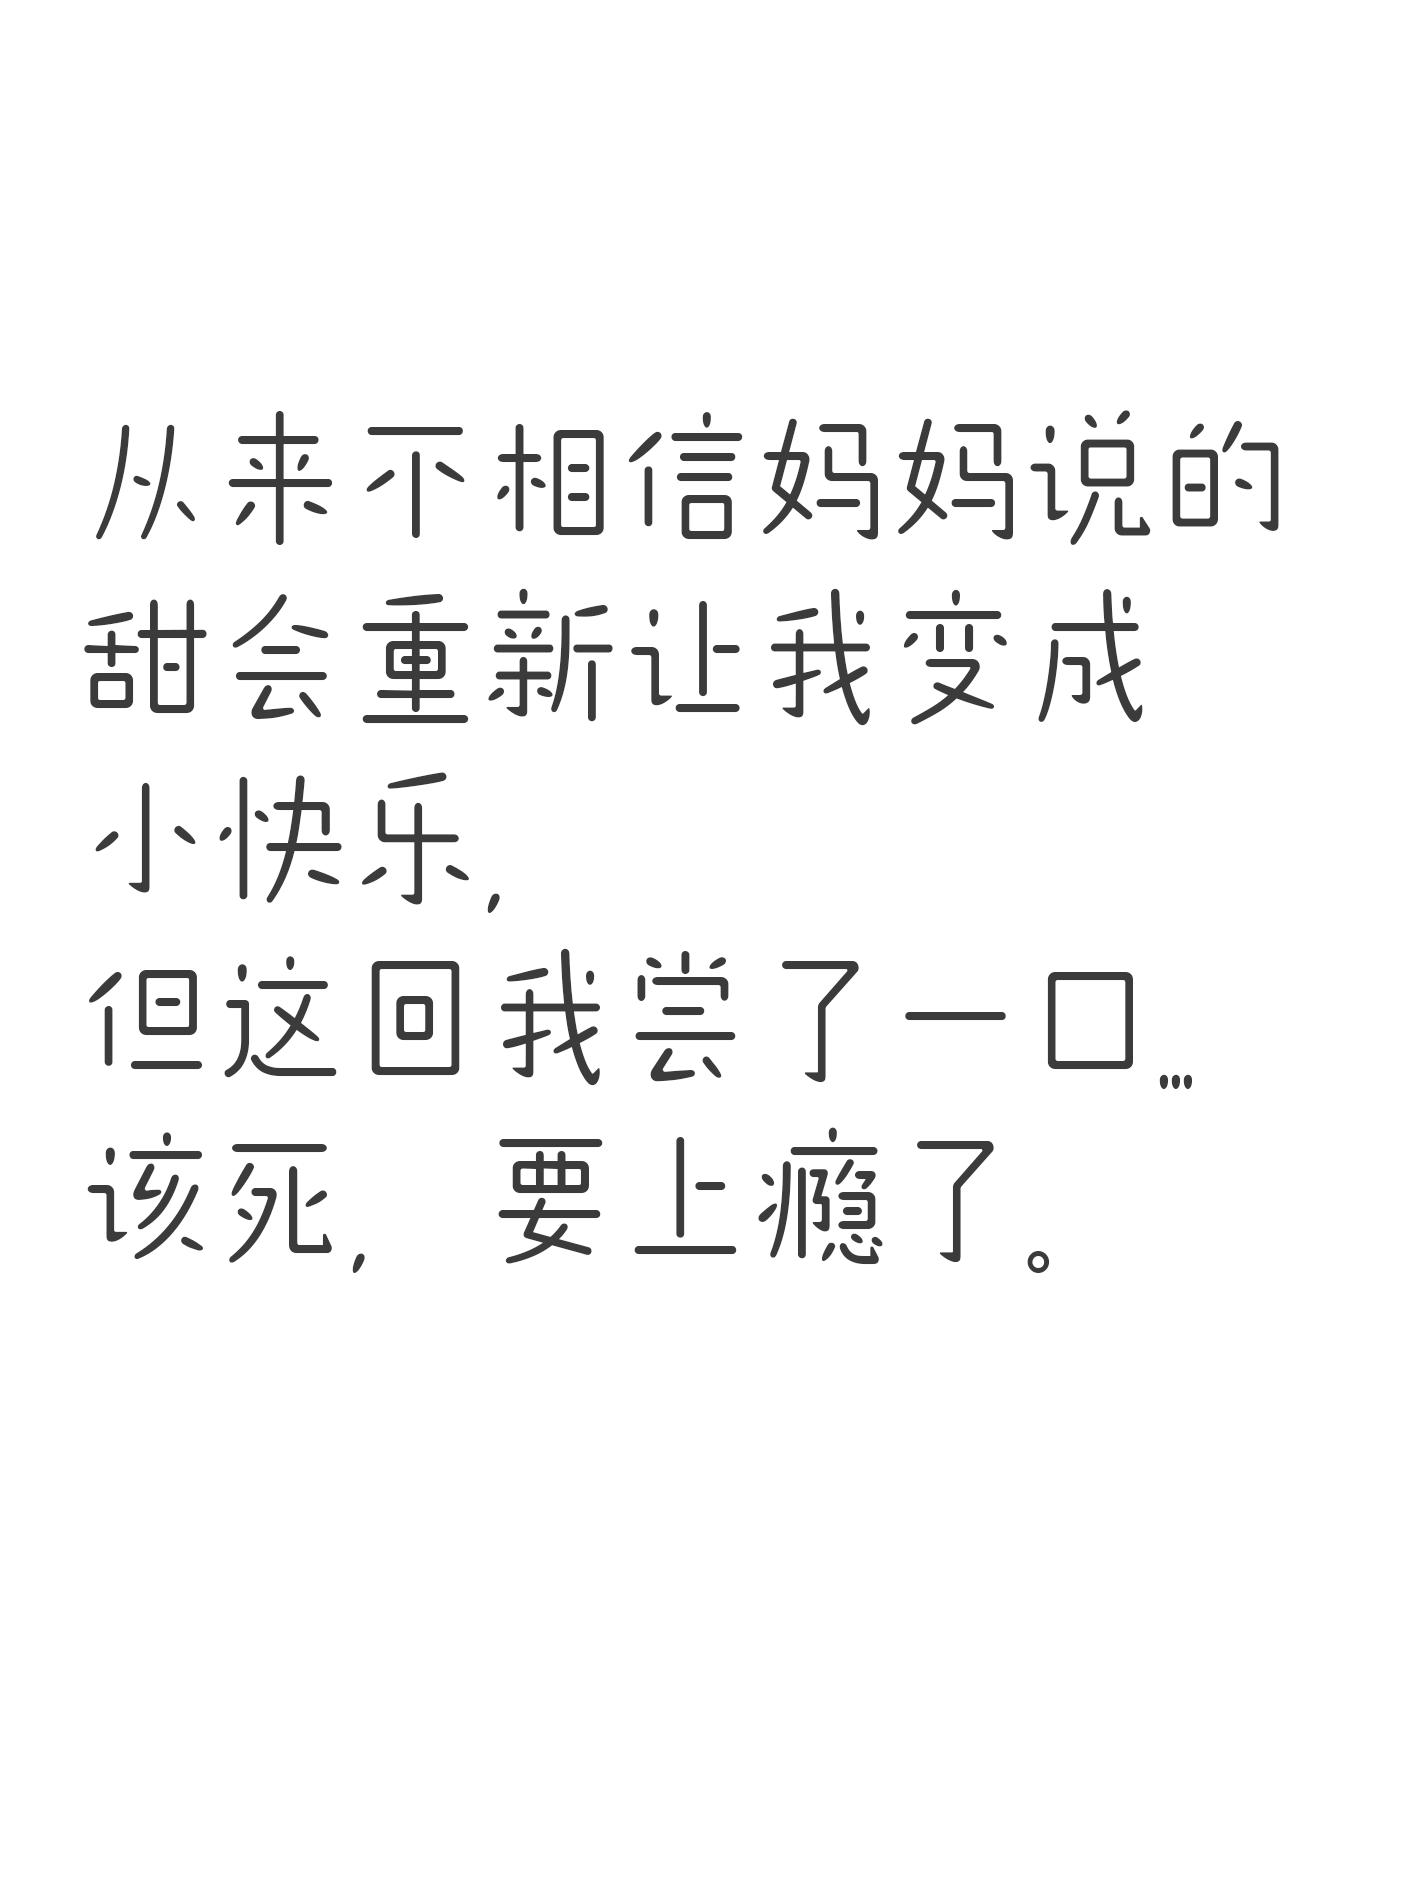 从来不相信妈妈说的
甜会重新让我变成
小快乐,
但这回我尝了一口…
该死, 要上瘾了。